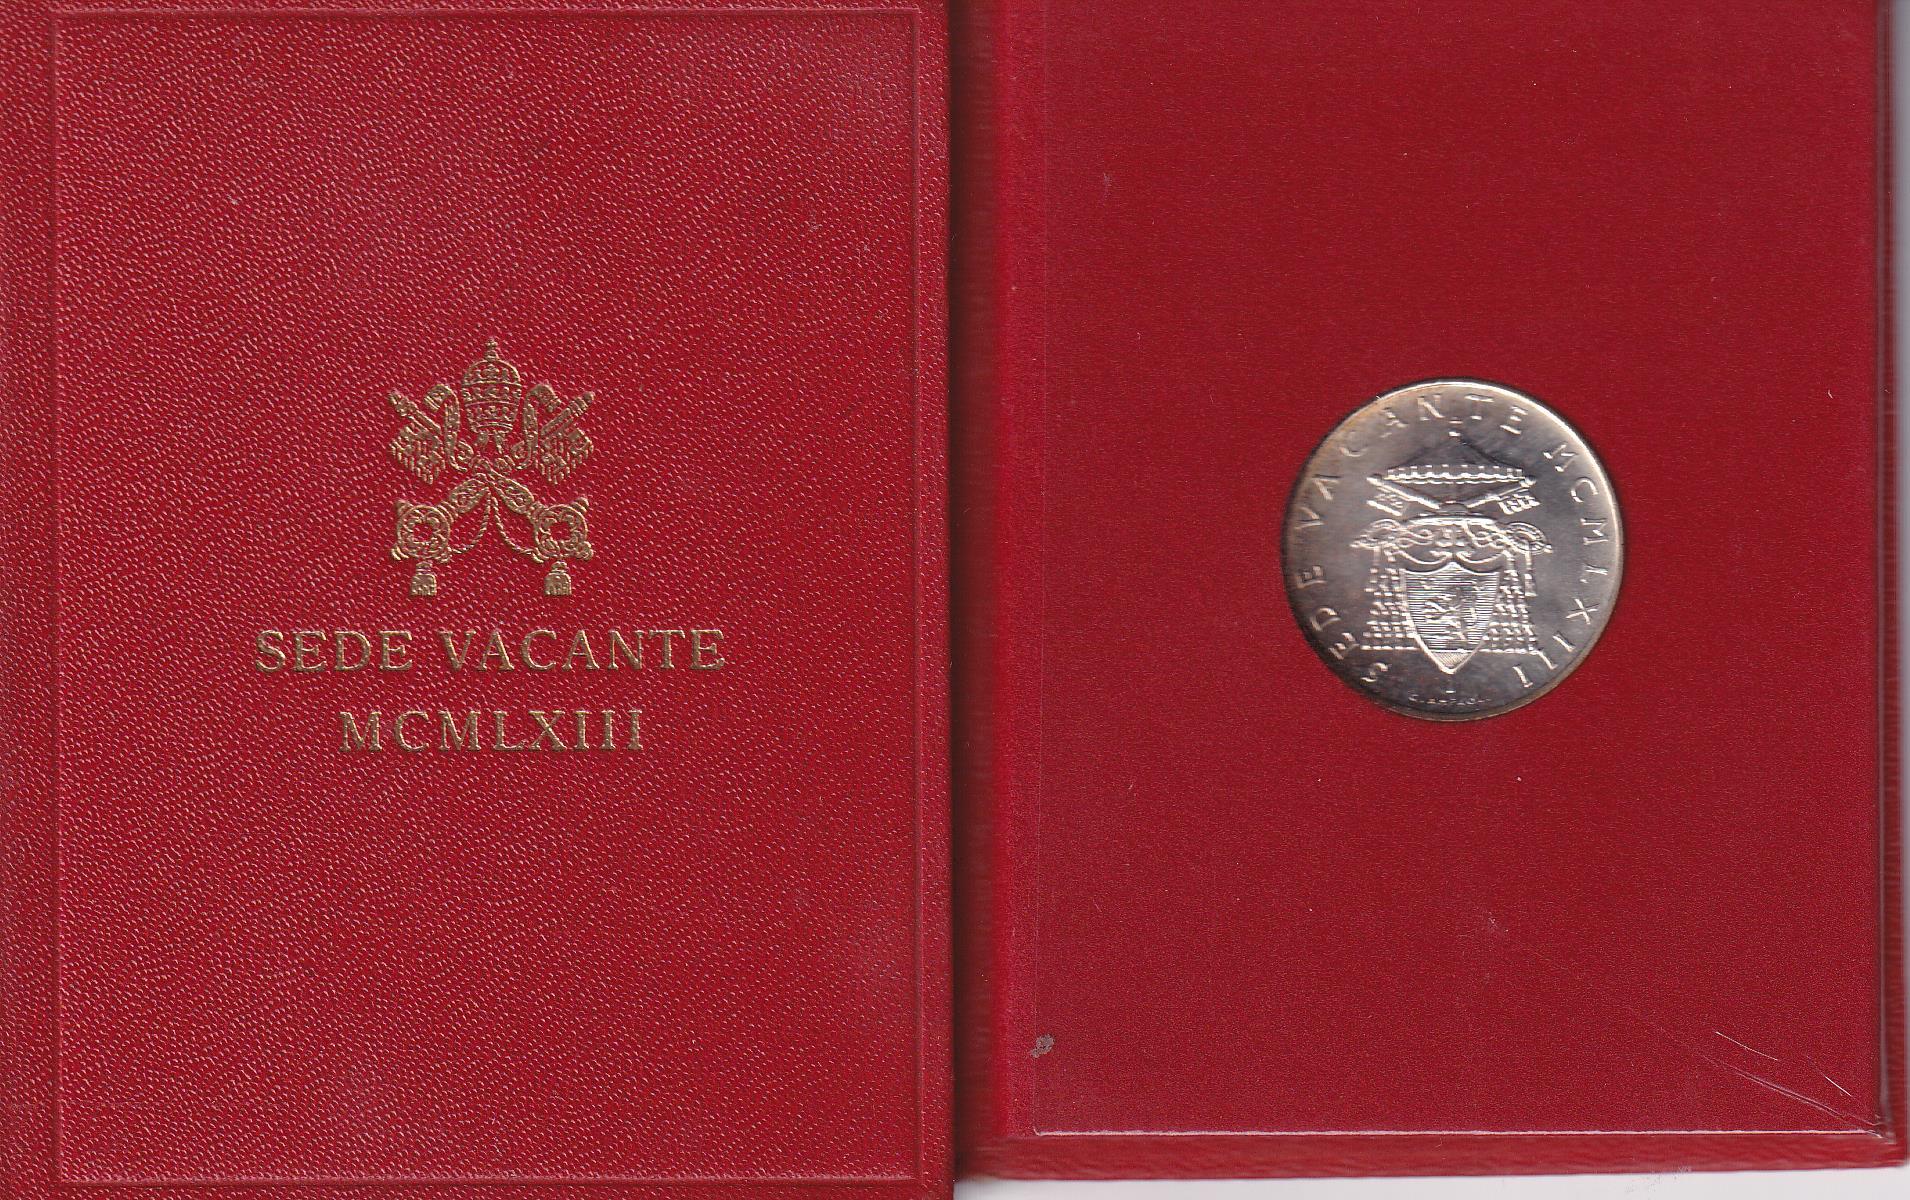 SEDE VACANTE
MCMLXIII
SEDE VACANTE MCMLXIII